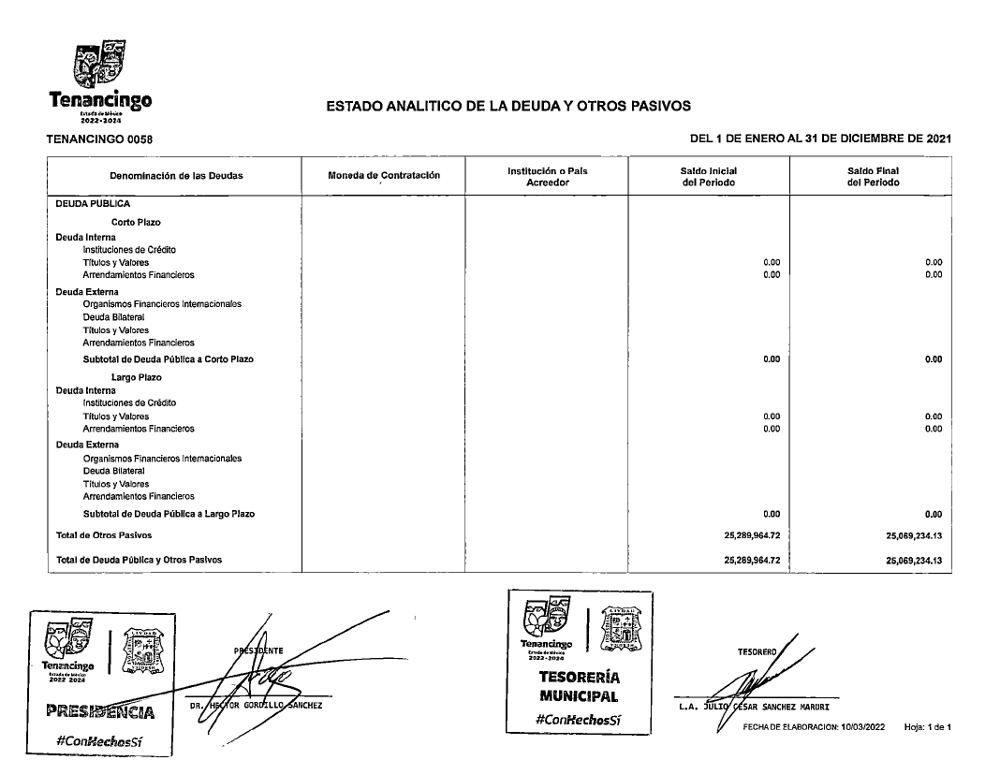 Tenancingo
Estado de México
2022-2024
ESTADO ANALITICO DE LA DEUDA Y OTROS PASIVOS
TENANCINGO 0058
DEL 1 DE ENERO AL 31 DE DICIEMBRE DE 2021
Denominación de las Deudas
Moneda de Contratación
Institución o País
Acreedor
Saldo Inicial
del Periodo
Saldo Final
del Periodo
DEUDA PUBLICA
Corto Plazo
Deuda Interna
Instituciones de Crédito
Títulos y Valores 0.00 0.00
Arrendamientos Financieros 0.00 0.00
Deuda Externa
Organismos Financieros Internacionales
Deuda Bilateral
Títulos y Valores
Arrendamientos Financieros
Subtotal de Deuda Pública a Corto Plazo 0.00 0.00
Largo Plazo
Deuda Interna
Instituciones de Crédito
Títulos y Valores 0.00 0.00
Arrendamientos Financieros 0.00 0.00
Deuda Externa
Organismos Financieros Internacionales
Deuda Bilateral
Títulos y Valores
Arrendamientos Financieros
Subtotal de Deuda Pública a Largo Plazo 0.00 0.00
Total de Otros Pasivos 25,289,964.72 25,069,234.13
Total de Deuda Pública y Otros Pasivos 25,289,964.72 25,069,234.13
Tenancingo
Estado de México
2022 2024
PRESIDENCIA
#ConHechosSí
PRESIDENTE
DR. HECTOR GORDILLO SANCHEZ
Tenancingo
Estado de México
2022-2024
TESORERÍA
MUNICIPAL
#ConHechosSí
TESORERO
L.A. JULIO CESAR SANCHEZ MARURI
FECHA DE ELABORACION: 10/03/2022 Hoja: 1 de 1